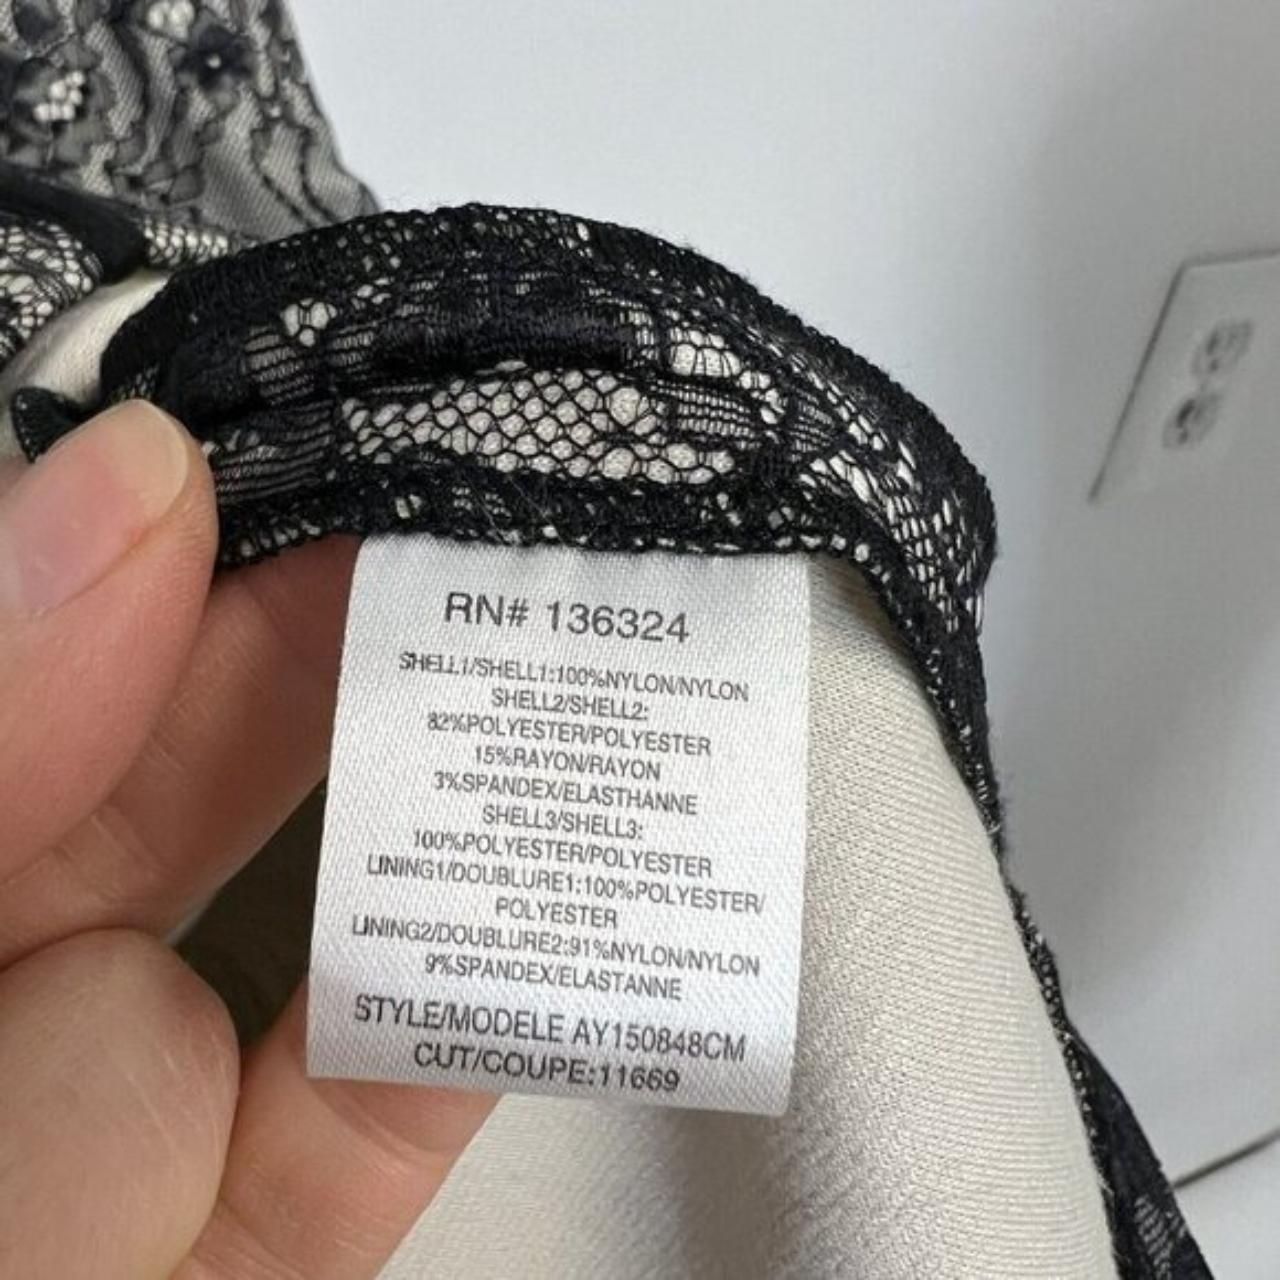 RN# 136324
SHELL1/SHELL1:100%NYLON/NYLON
SHELL2/SHELL2:
82%POLYESTER/POLYESTER
15%RAYON/RAYON
3%SPANDEX/ELASTHANNE
SHELL3/SHELL3:
100%POLYESTER/POLYESTER
LINING1/DOUBLURE1:100%POLYESTER/
POLYESTER
LINING2/DOUBLURE2:91%NYLON/NYLON
9%SPANDEX/ELASTANNE
STYLE/MODELE AY150848CM
CUT/COUPE:11669